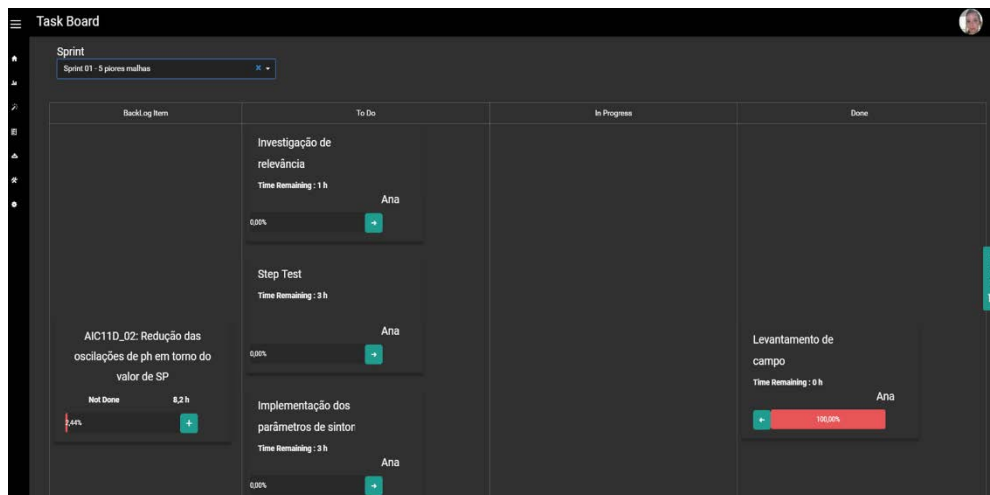 Task Board
Sprint
Sprint 01 - 5 piores malhas
BackLog Item
To Do
In Progress
Done
AIC11D_02: Redução das
oscilações de ph em torno do
valor de SP
Not Done 8,2 h
2,44%
Investigação de
relevância
Time Remaining : 1 h
Ana
0,00%
Step Test
Time Remaining : 3 h
Ana
0,00%
Implementação dos
parâmetros de sinton
Time Remaining : 3 h
Ana
0,00%
Levantamento de
campo
Time Remaining : 0 h
Ana
100,00%